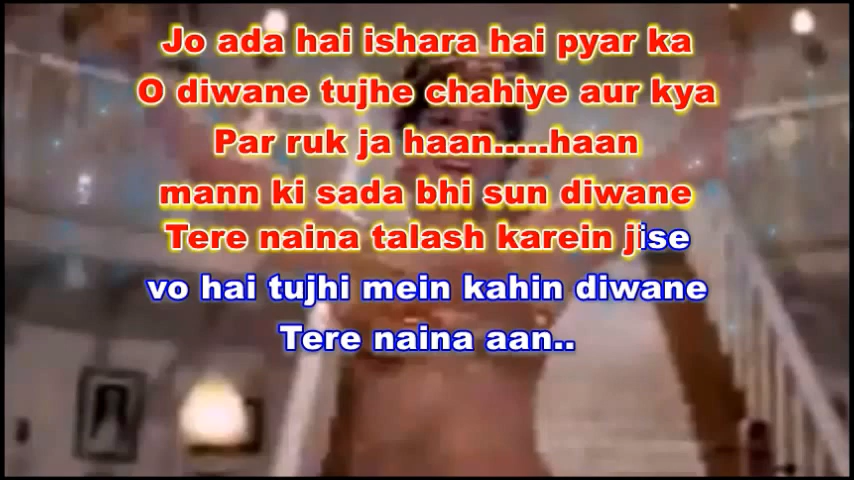 Jo ada hai ishara hai pyar ka
O diwane tujhe chahiye aur kya
Par ruk ja haan.....haan
mann ki sada bhi sun diwane
Tere naina talash karein jise
vo hai tujhi mein kahin diwane
Tere naina aan..